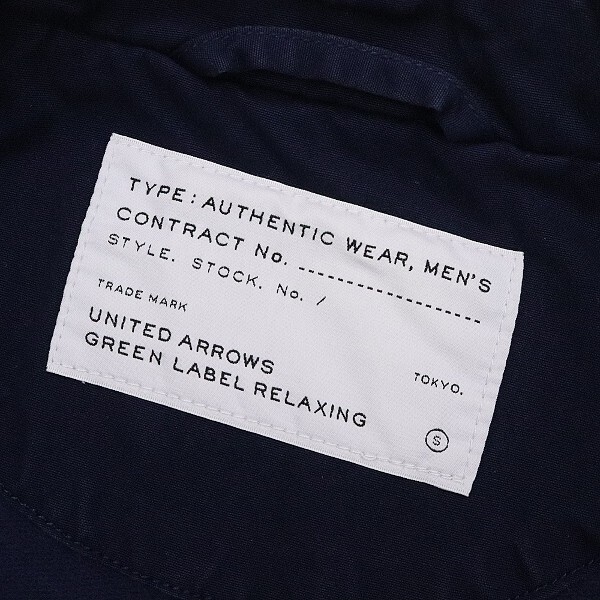 TYPE : AUTHENTIC WEAR, MEN'S
CONTRACT No. --------------------
STYLE. STOCK. No. /
TRADE MARK
UNITED ARROWS
GREEN LABEL RELAXING
TOKYO.
S